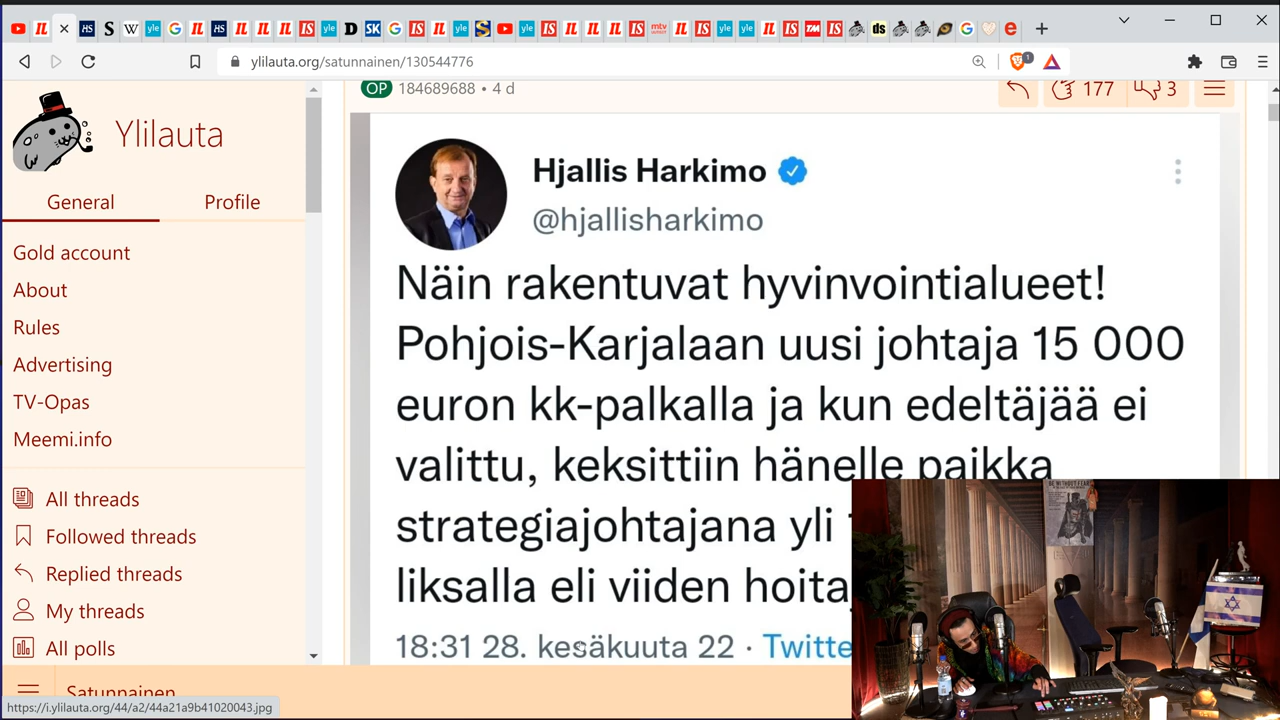 ylilauta.org/satunnainen/130544776
OP 184689688 • 4 d
177
3
Ylilauta
General Profile
Gold account
About
Rules
Advertising
TV-Opas
Meemi.info
All threads
Followed threads
Replied threads
My threads
All polls
Satunnainen
https://i.ylilauta.org/44/a2/44a21a9b41020043.jpg
Hjallis Harkimo
@hjallisharkimo
Näin rakentuvat hyvinvointialueet!
Pohjois-Karjalaan uusi johtaja 15 000
euron kk-palkalla ja kun edeltäjää ei
valittu, keksittiin hänelle paikka
strategiajohtajana yli
liksalla eli viiden
18:31 28. kesäkuuta 22 ·
BE WITHOUT FEAR